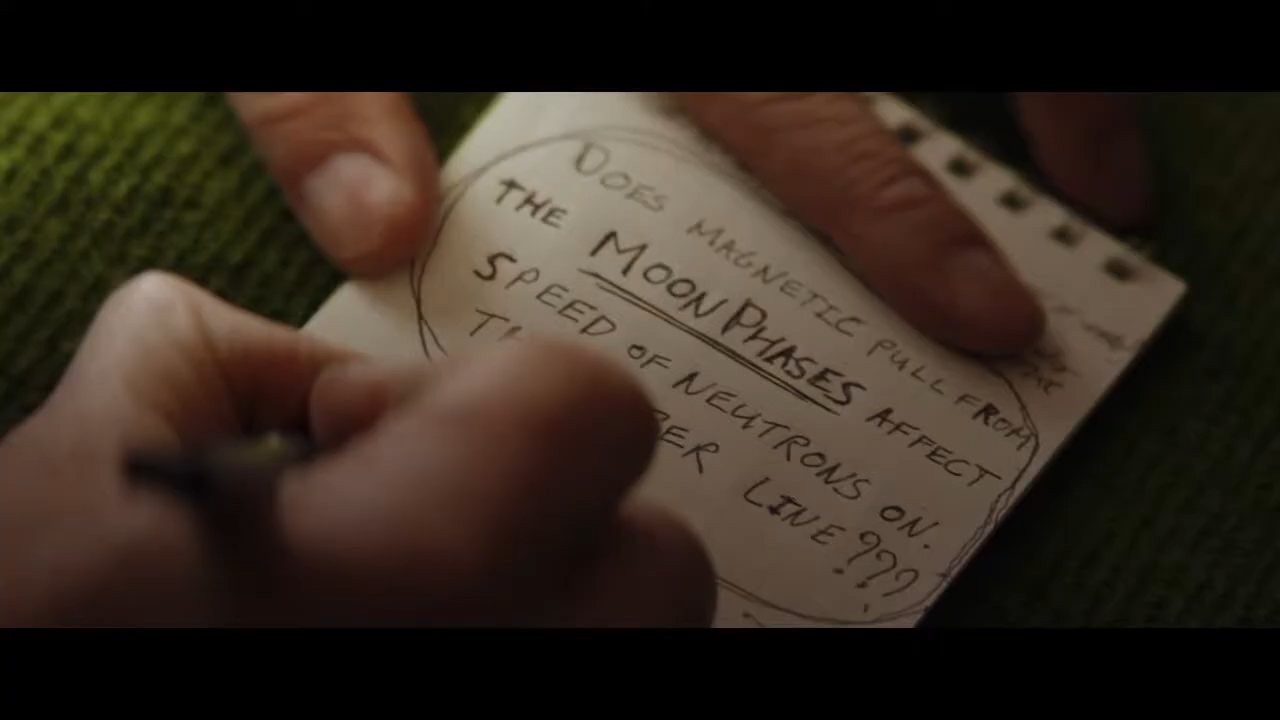 DOES MAGNETIC PULL FROM
THE MOON PHASES AFFECT
SPEED OF NEUTRONS ON.
LINE???